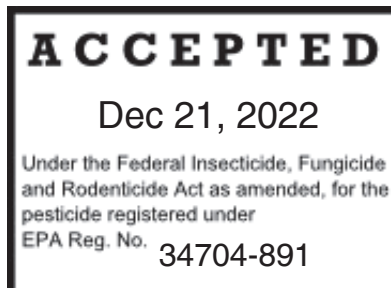 ACCEPTED
Dec 21, 2022
Under the Federal Insecticide, Fungicide
and Rodenticide Act as amended, for the
pesticide registered under
EPA Reg. No. 34704-891